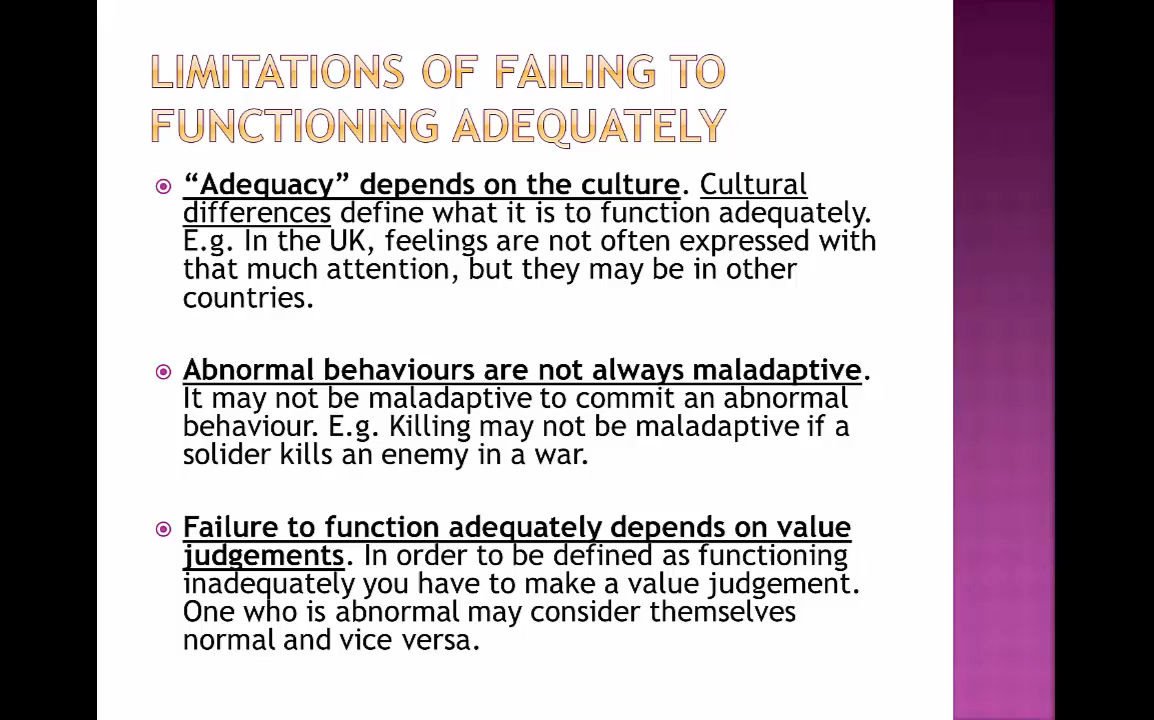 LIMITATIONS OF FAILING TO
FUNCTIONING ADEQUATELY
“Adequacy” depends on the culture. Cultural
differences define what it is to function adequately.
E.g. In the UK, feelings are not often expressed with
that much attention, but they may be in other
countries.
Abnormal behaviours are not always maladaptive.
It may not be maladaptive to commit an abnormal
behaviour. E.g. Killing may not be maladaptive if a
solider kills an enemy in a war.
Failure to function adequately depends on value
judgements. In order to be defined as functioning
inadequately you have to make a value judgement.
One who is abnormal may consider themselves
normal and vice versa.